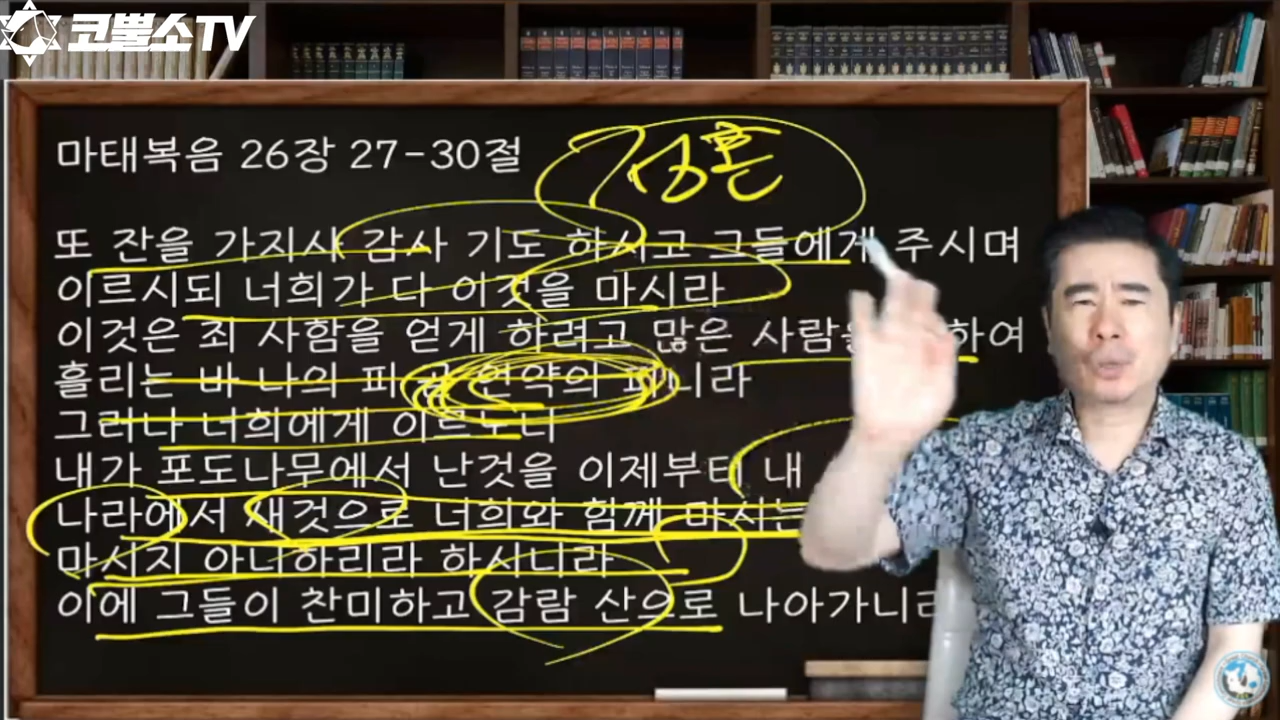 코뿔소TV
마태복음 26장 27-30절
정혼
또 잔을 가지사 감사 기도 하시고 그들에게 주시며
이르시되 너희가 다 이것을 마시라
이것은 죄 사함을 얻게 하려고 많은 사람을 하여
흘리는 바 나의 피 곧 언약의 피니라
그러나 너희에게 이르노니
내가 포도나무에서 난것을 이제부터 내
나라에서 새것으로 너희와 함께 마시는
마시지 아니하리라 하시니라
이에 그들이 찬미하고 감람 산으로 나아가니라